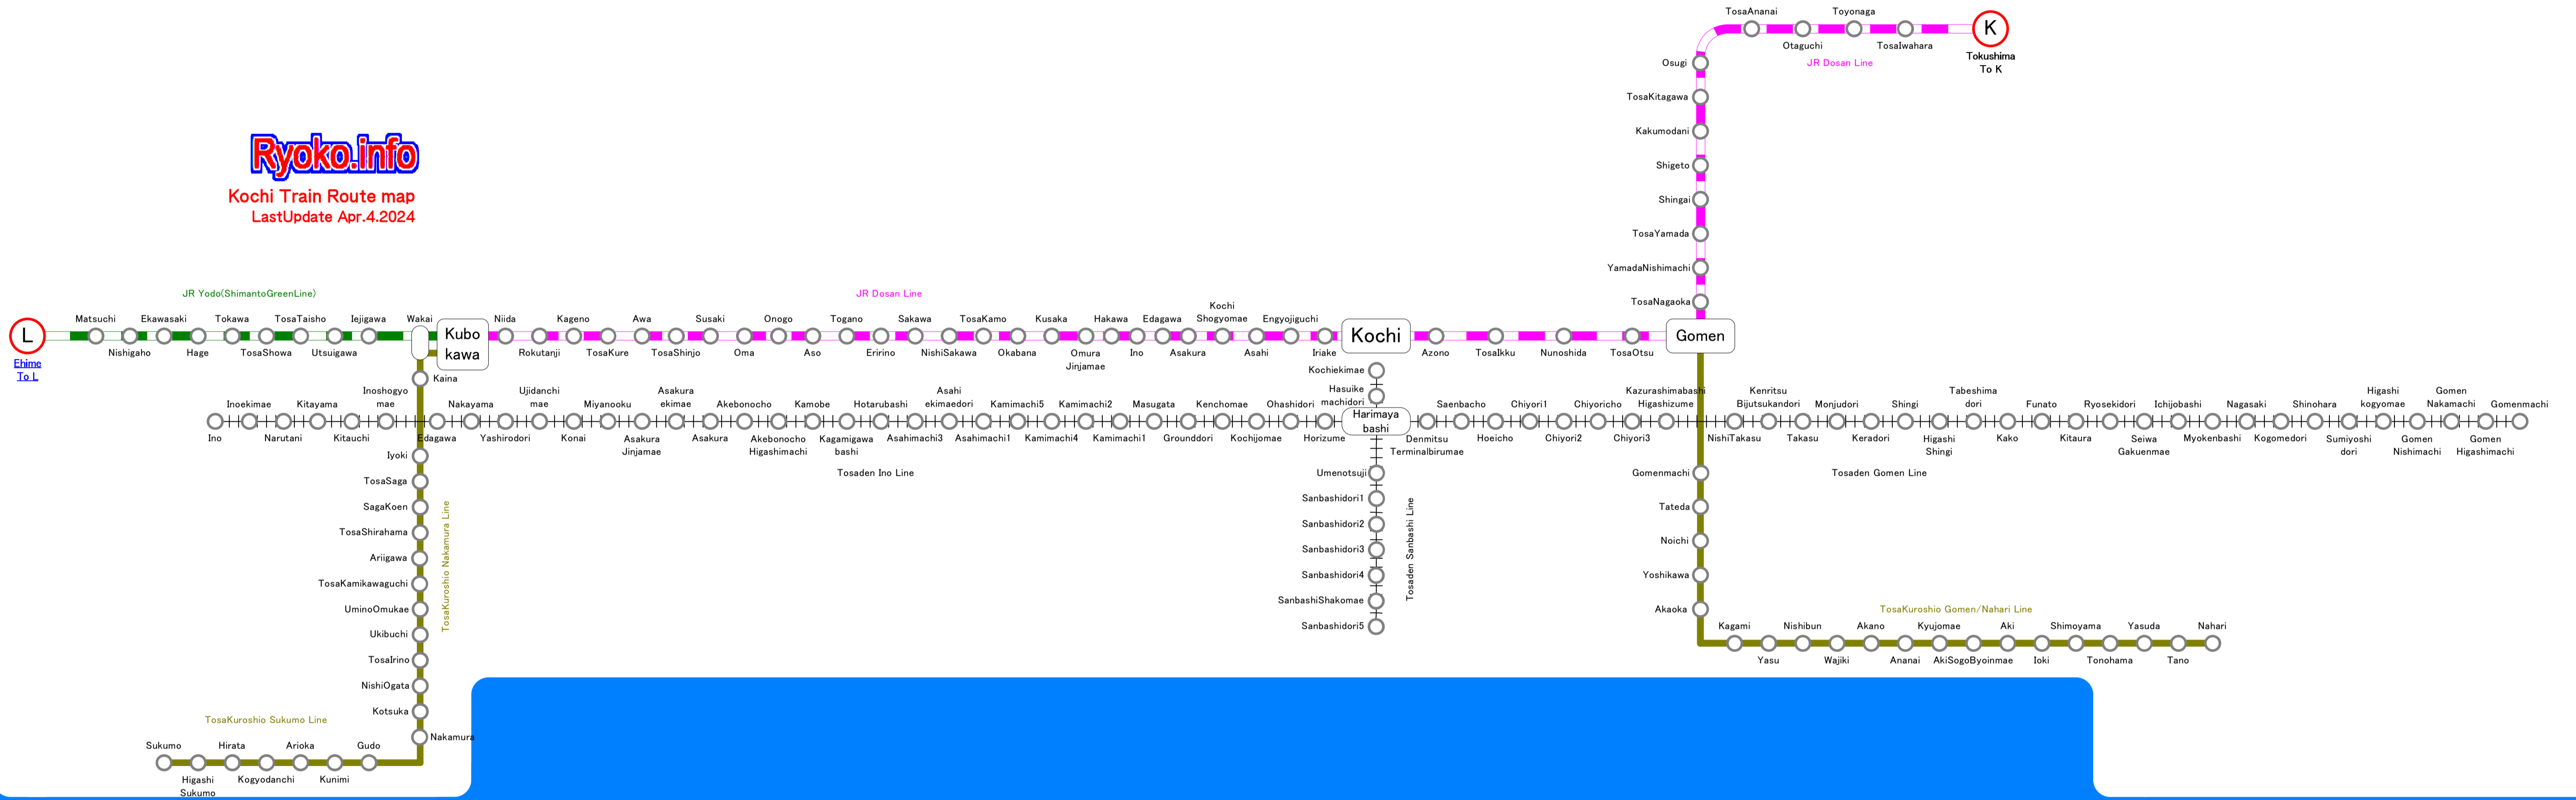 TosaAnanai
Toyonaga
K
Otaguchi
TosaIwahara
Tokushima
To K
JR Dosan Line
Osugi
TosaKitagawa
Kakumodani
Shigeto
Shingai
TosaYamada
YamadaNishimachi
TosaNagaoka
Ryoko.info
Kochi Train Route map
LastUpdate Apr.4.2024
JR Yodo(ShimantoGreenLine)
JR Dosan Line
L
Ehime
To L
Matsuchi
Nishigaho
Ekawasaki
Hage
Tokawa
TosaShowa
TosaTaisho
Utsuigawa
Iejigawa
Wakai
Kubo
kawa
Niida
Rokutanji
Kageno
TosaKure
Awa
TosaShinjo
Susaki
Oma
Onogo
Aso
Togano
Eririno
Sakawa
NishiSakawa
TosaKamo
Okabana
Kusaka
Omura
Jinjamae
Hakawa
Ino
Edagawa
Asakura
Kochi
Shogyomae
Asahi
Engyojiguchi
Iriake
Kochi
Azono
TosaIkku
Nunoshida
TosaOtsu
Gomen
Kaina
Kochiekimae
Hasuike
machidori
Harimaya
bashi
Ino
Inoekimae
Narutani
Kitayama
Kitauchi
Inoshogyo
mae
Edagawa
Nakayama
Yashirodori
Ujidanchi
mae
Konai
Miyanooku
Asakura
Jinjamae
Asakura
ekimae
Asakura
Akebonocho
Akebonocho
Higashimachi
Kamobe
Kagamigawa
bashi
Hotarubashi
Asahimachi3
Asahi
ekimaedori
Asahimachi1
Kamimachi5
Kamimachi4
Kamimachi2
Kamimachi1
Masugata
Grounddori
Kenchomae
Kochijomae
Ohashidori
Horizume
Denmitsu
Terminalbirumae
Saenbacho
Hoeicho
Chiyori1
Chiyori2
Chiyoricho
Chiyori3
Kazurashimabashi
Higashizume
NishiTakasu
Kenritsu
Bijutsukandori
Takasu
Monjudori
Keradori
Shingi
Higashi
Shingi
Tabeshima
dori
Kako
Funato
Kitaura
Ryosekidori
Seiwa
Gakuenmae
Ichijobashi
Myokenbashi
Nagasaki
Kogomedori
Shinohara
Sumiyoshi
dori
Higashi
kogyomae
Gomen
Nishimachi
Gomen
Nakamachi
Gomen
Higashimachi
Gomenmachi
Tosaden Ino Line
Tosaden Gomen Line
Umenotsuji
Sanbashidori1
Sanbashidori2
Sanbashidori3
Sanbashidori4
SanbashiShakomae
Sanbashidori5
Tosaden Sanbashi Line
Iyoki
TosaSaga
SagaKoen
TosaShirahama
Ariigawa
TosaKamikawaguchi
UminoOmukae
Ukibuchi
TosaIrino
NishiOgata
Kotsuka
Nakamura
TosaKuroshio Nakamura Line
TosaKuroshio Sukumo Line
Sukumo
Higashi
Sukumo
Hirata
Kogyodanchi
Arioka
Kunimi
Gudo
Gomenmachi
Tateda
Noichi
Yoshikawa
Akaoka
TosaKuroshio Gomen/Nahari Line
Kagami
Yasu
Nishibun
Wajiki
Akano
Ananai
Kyujomae
AkiSogoByoinmae
Aki
Ioki
Shimoyama
Tonohama
Yasuda
Tano
Nahari